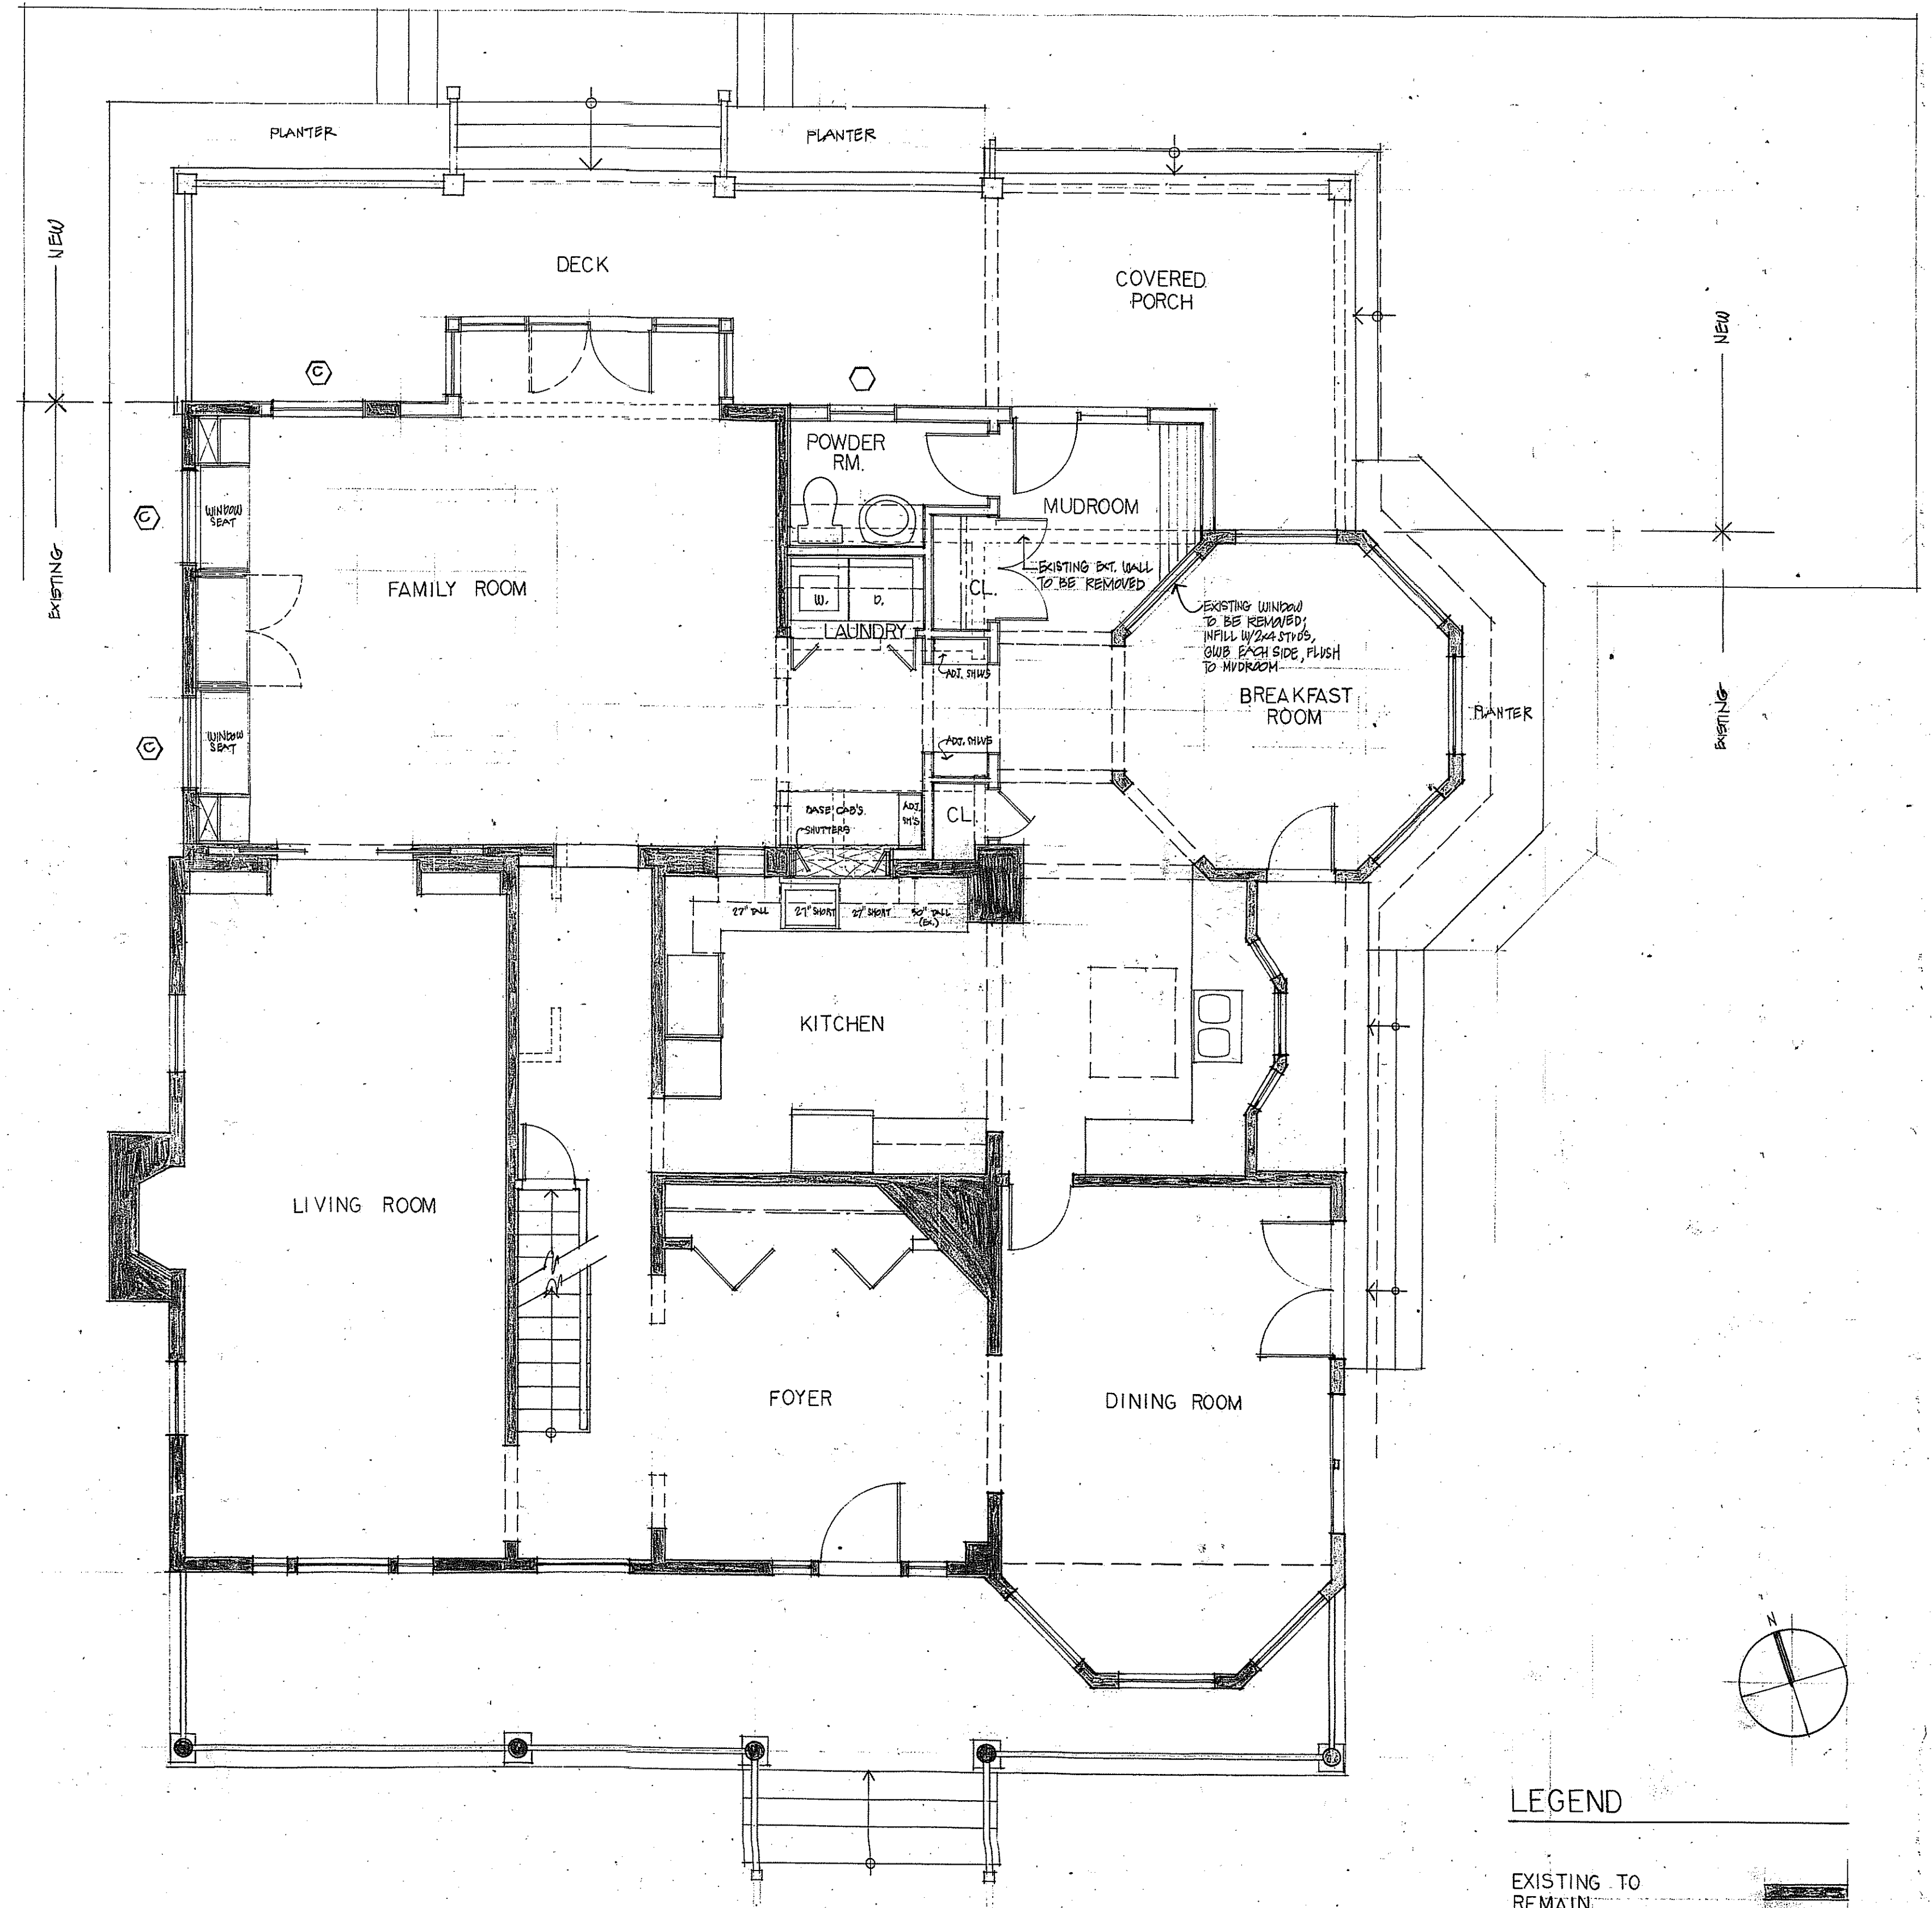 PLANTER
PLANTER
NEW
DECK
COVERED
PORCH
NEW
C
POWDER
RM.
C
WINDOW
SEAT
MUDROOM
EXISTING
FAMILY ROOM
EXISTING EXT. WALL
TO BE REMOVED
CL.
W.
D.
LAUNDRY
EXISTING WINDOW
TO BE REMOVED;
INFILL W/2x4 STUDS,
GWB EACH SIDE, FLUSH
TO MUDROOM
ADJ. SHLVS
BREAKFAST
ROOM
PLANTER
EXISTING
C
WINDOW
SEAT
ADJ. SHLVS
BASE CAB'S.
ADJ.
SH'S
SHUTTERS
CL.
27" TALL
27" SHORT
27" SHORT
30" TALL
(EX.)
KITCHEN
LIVING ROOM
FOYER
DINING ROOM
N
LEGEND
EXISTING TO
REMAIN